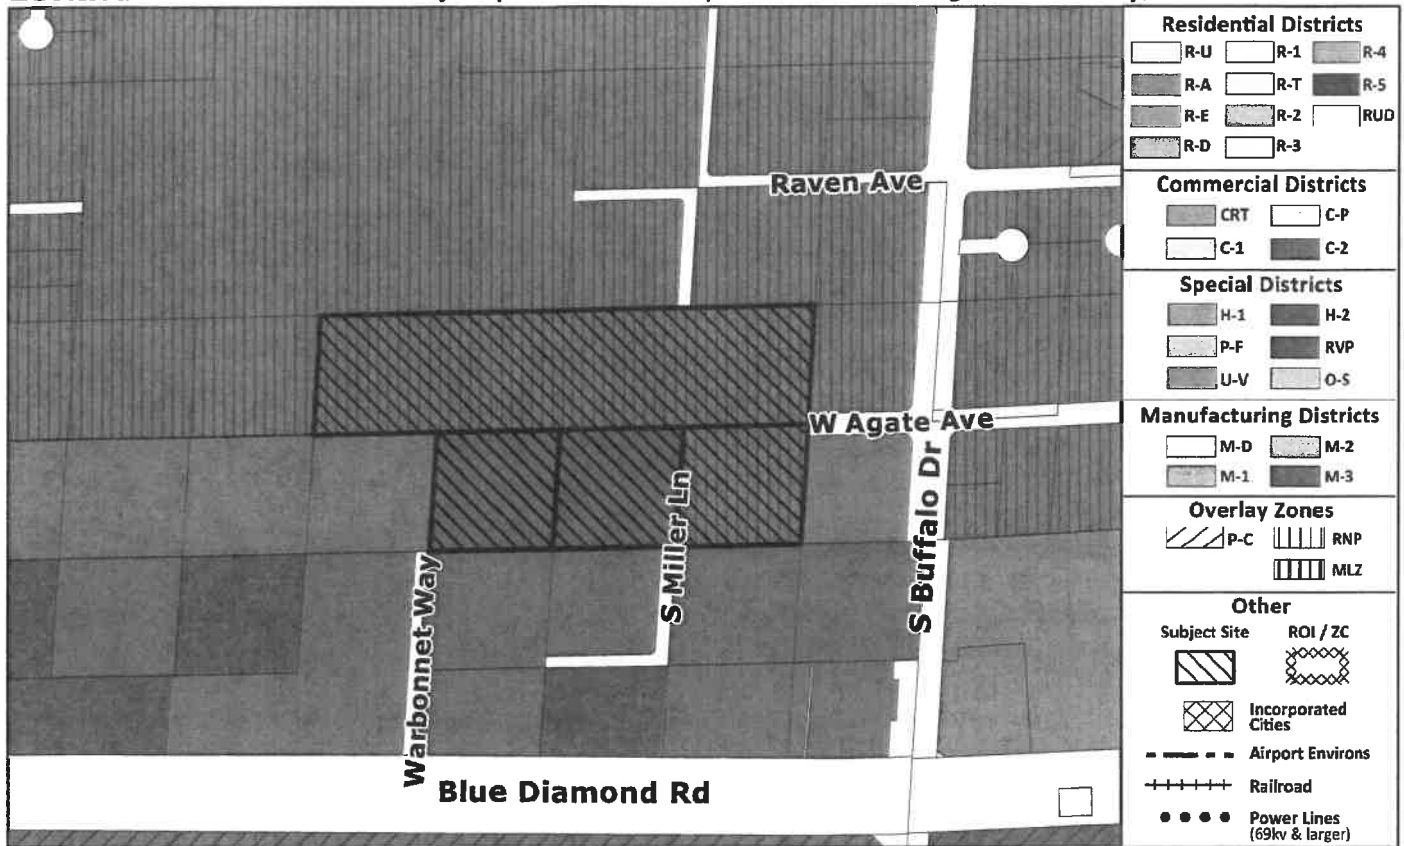 Raven Ave
W Agate Ave
S Buffalo Dr
S Miller Ln
Warbonnet Way
Blue Diamond Rd
Residential Districts
R-U R-1 R-4
R-A R-T R-5
R-E R-2 RUD
R-D R-3
Commercial Districts
CRT C-P
C-1 C-2
Special Districts
H-1 H-2
P-F RVP
U-V O-S
Manufacturing Districts
M-D M-2
M-1 M-3
Overlay Zones
P-C RNP
MLZ
Other
Subject Site ROI / ZC
Incorporated
Cities
Airport Environs
Railroad
Power Lines
(69kv & larger)